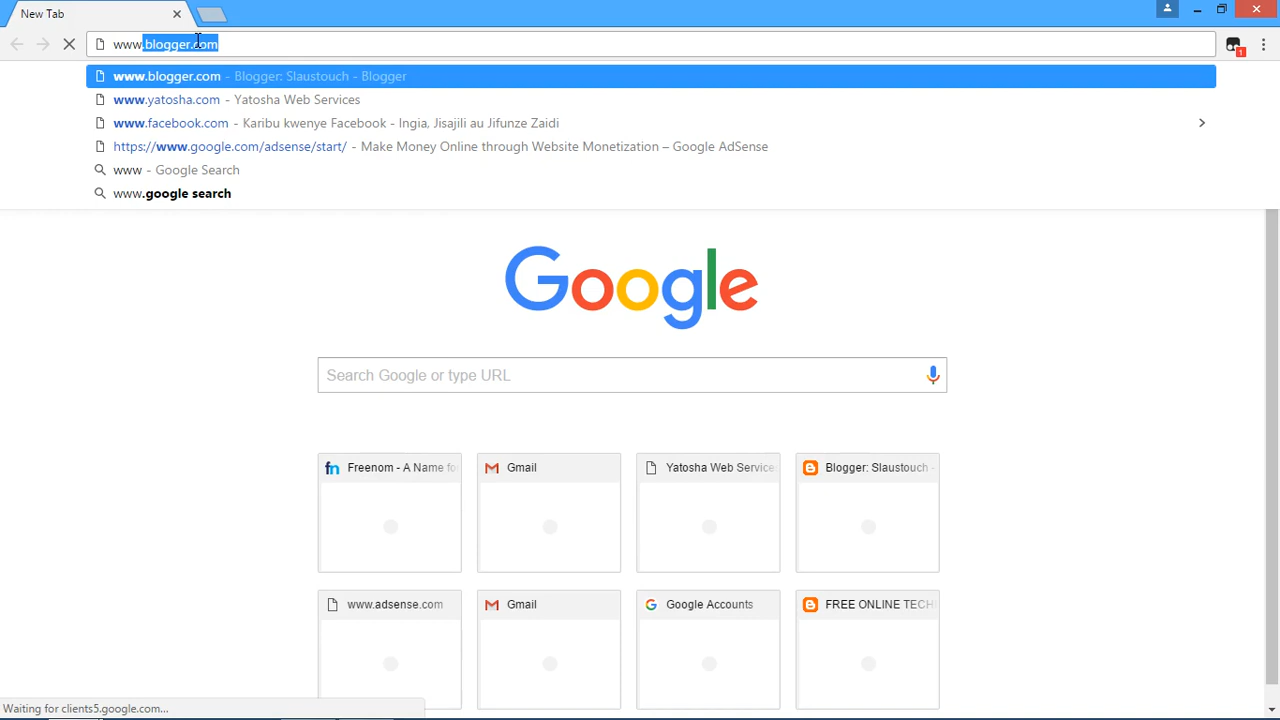 New Tab
www.blogger.com
1
www.blogger.com - Blogger: Slaustouch - Blogger
www.yatosha.com - Yatosha Web Services
www.facebook.com - Karibu kwenye Facebook - Ingia, Jisajili au Jifunze Zaidi
https://www.google.com/adsense/start/ - Make Money Online through Website Monetization – Google AdSense
www - Google Search
www.google search
Google
Search Google or type URL
Freenom - A Name fo
Gmail
Yatosha Web Service
Blogger: Slaustouch -
www.adsense.com
Gmail
Google Accounts
FREE ONLINE TECH
Waiting for clients5.google.com...